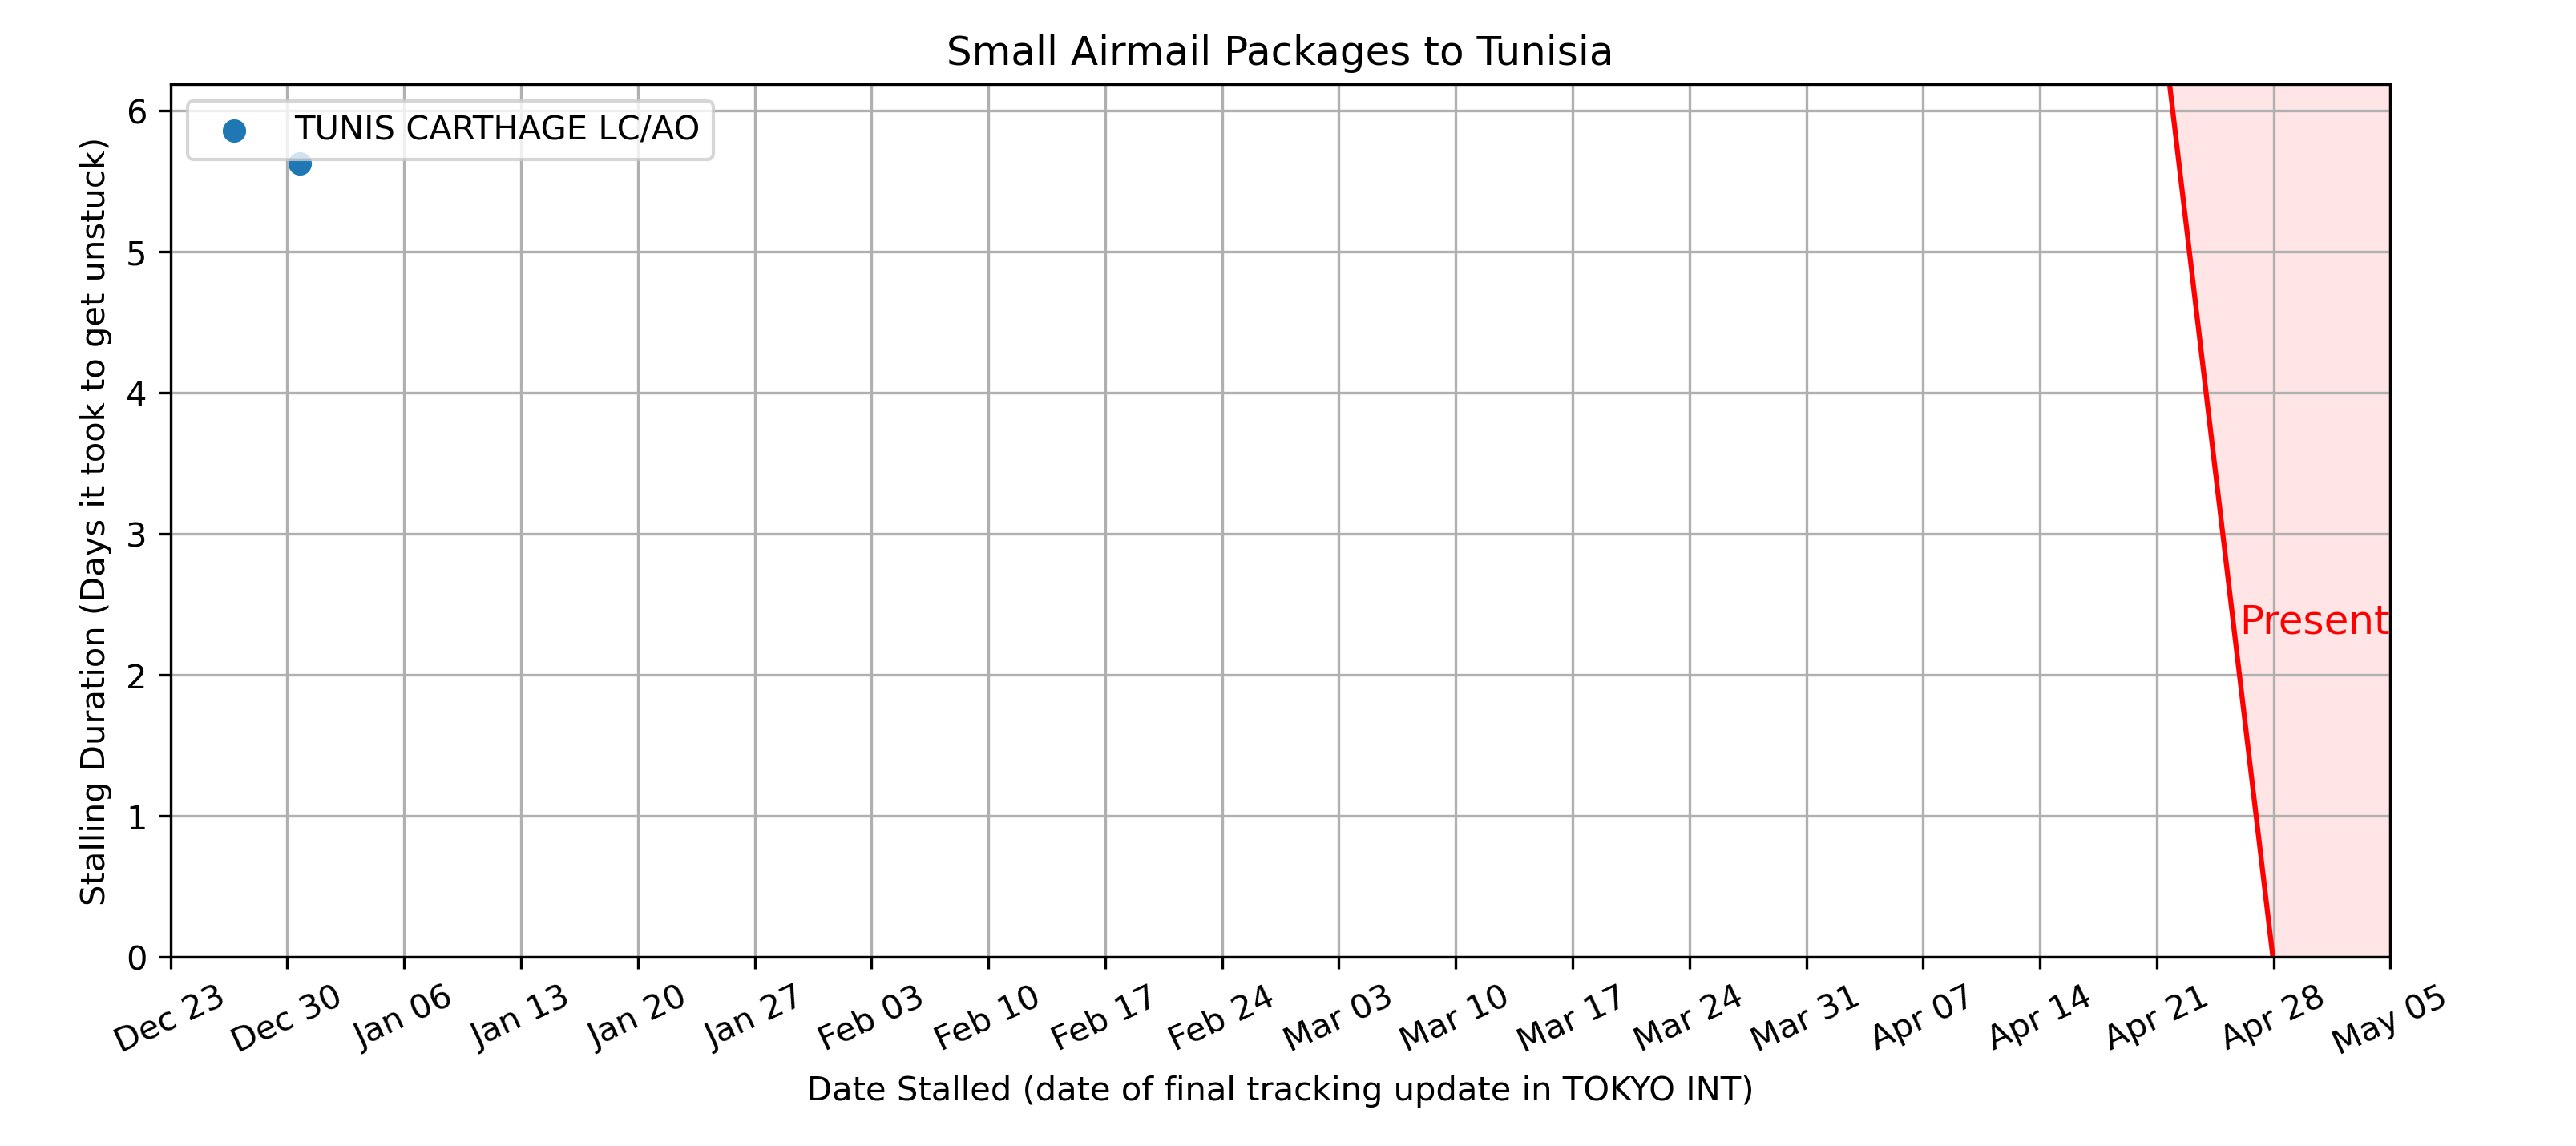 Small Airmail Packages to Tunisia
TUNIS CARTHAGE LC/AO
Stalling Duration (Days it took to get unstuck)
6
5
4
3
2
1
0
Present
Dec 23
Dec 30
Jan 06
Jan 13
Jan 20
Jan 27
Feb 03
Feb 10
Feb 17
Feb 24
Mar 03
Mar 10
Mar 17
Mar 24
Mar 31
Apr 07
Apr 14
Apr 21
Apr 28
May 05
Date Stalled (date of final tracking update in TOKYO INT)